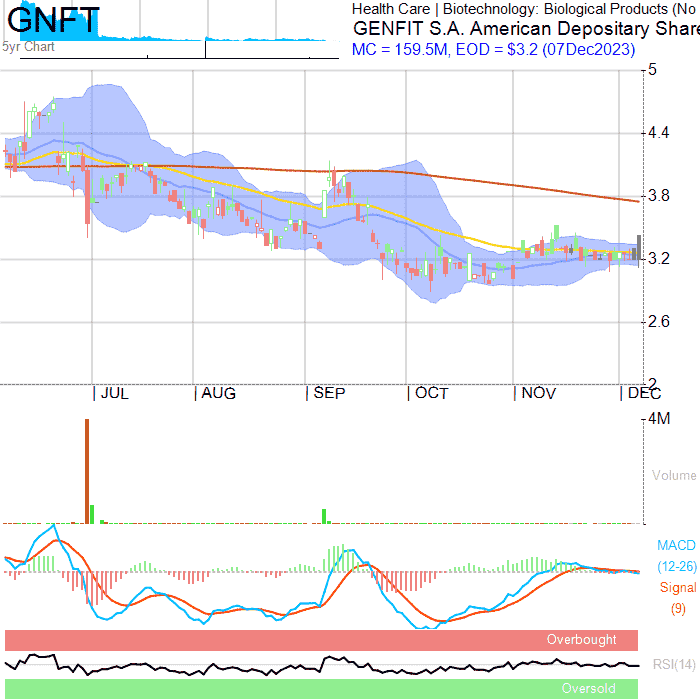 GNFT
Health Care | Biotechnology: Biological Products (No
GENFIT S.A. American Depositary Share
5yr Chart
MC = 159.5M, EOD = $3.2 (07Dec2023)
5
4.4
3.8
3.2
2.6
2
JUL AUG SEP OCT NOV DEC
4M
Volume
MACD
(12-26)
Signal
(9)
Overbought
RSI(14)
Oversold